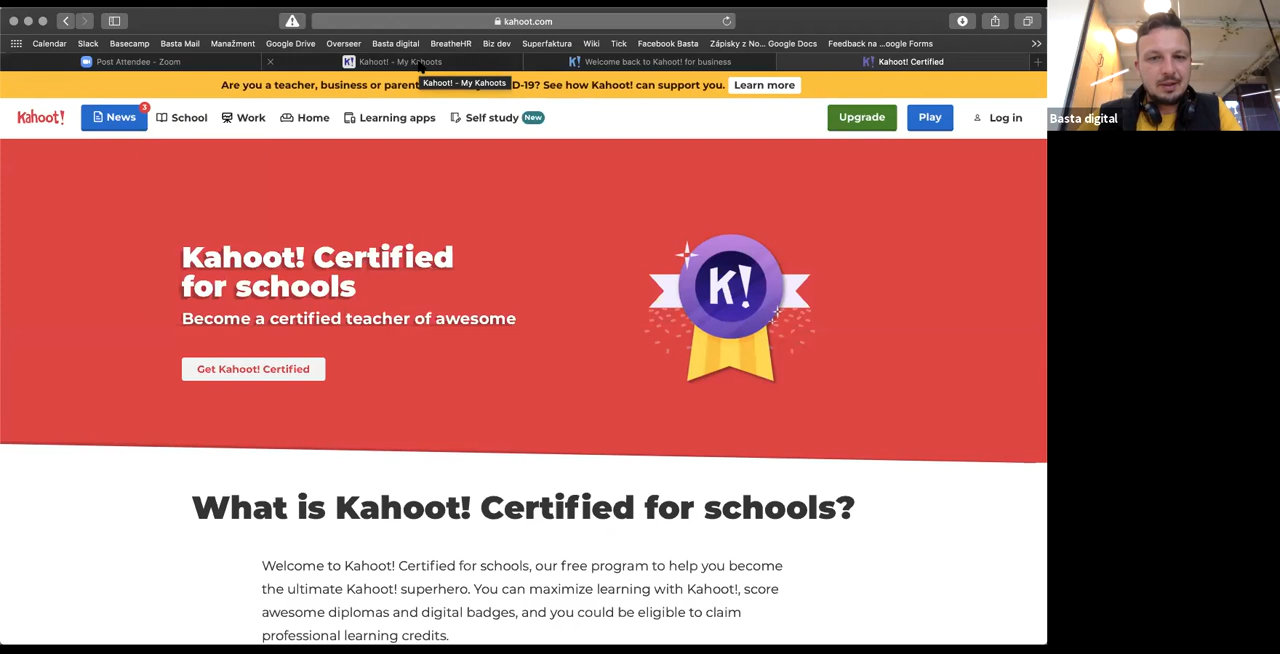 kahoot.com
Calendar Slack Basecamp Basta Mail Manažment Google Drive Overseer Basta digital BreatheHR Biz dev Superfaktura Wiki Tick Facebook Basta Zápisky z No... Google Docs Feedback na ...oogle Forms
Post Attendee - Zoom Kahoot! - My Kahoots Welcome back to Kahoot! for business Kahoot! Certified
Are you a teacher, business or parent D-19? See how Kahoot! can support you. Learn more
Kahoot! - My Kahoots
Kahoot! News 3 School Work Home Learning apps Self study New Upgrade Play Log in
Basta digital
Kahoot! Certified
for schools
Become a certified teacher of awesome
K!
Get Kahoot! Certified
What is Kahoot! Certified for schools?
Welcome to Kahoot! Certified for schools, our free program to help you become
the ultimate Kahoot! superhero. You can maximize learning with Kahoot!, score
awesome diplomas and digital badges, and you could be eligible to claim
professional learning credits.